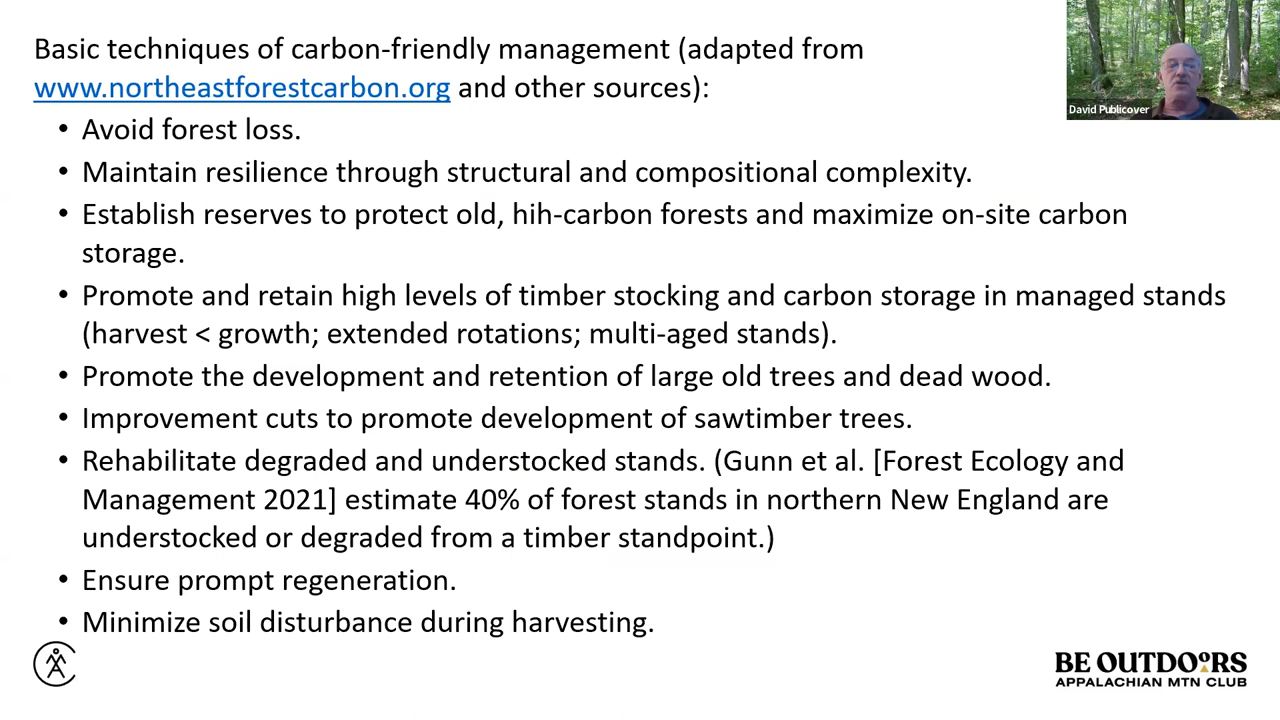 Basic techniques of carbon-friendly management (adapted from
www.northeastforestcarbon.org and other sources):
• Avoid forest loss.
• Maintain resilience through structural and compositional complexity.
• Establish reserves to protect old, hih-carbon forests and maximize on-site carbon
storage.
• Promote and retain high levels of timber stocking and carbon storage in managed stands
(harvest < growth; extended rotations; multi-aged stands).
• Promote the development and retention of large old trees and dead wood.
• Improvement cuts to promote development of sawtimber trees.
• Rehabilitate degraded and understocked stands. (Gunn et al. [Forest Ecology and
Management 2021] estimate 40% of forest stands in northern New England are
understocked or degraded from a timber standpoint.)
• Ensure prompt regeneration.
• Minimize soil disturbance during harvesting.
David Publicover
BE OUTDOORS
APPALACHIAN MTN CLUB